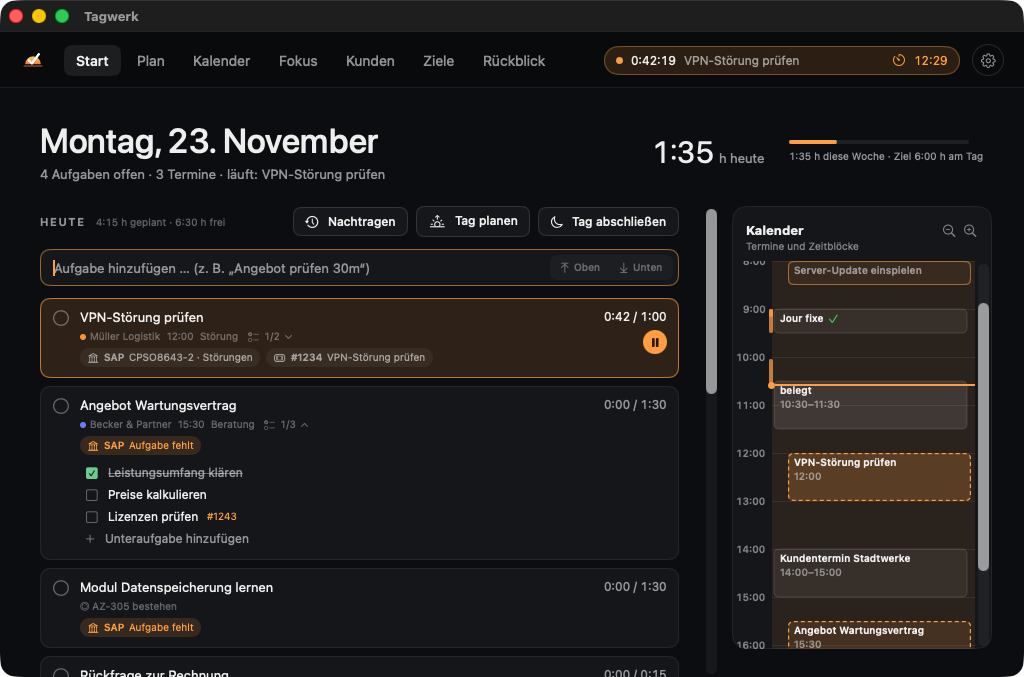 Tagwerk
Start Plan Kalender Fokus Kunden Ziele Rückblick
0:42:19 VPN-Störung prüfen 12:29
Montag, 23. November
4 Aufgaben offen · 3 Termine · läuft: VPN-Störung prüfen
1:35 h heute
1:35 h diese Woche · Ziel 6:00 h am Tag
HEUTE 4:15 h geplant · 6:30 h frei
Nachtragen
Tag planen
Tag abschließen
Aufgabe hinzufügen ... (z. B. „Angebot prüfen 30m“)
Oben
Unten
VPN-Störung prüfen 0:42 / 1:00
Müller Logistik 12:00 Störung 1/2
SAP CPSO8643-2 · Störungen
#1234 VPN-Störung prüfen
Angebot Wartungsvertrag 0:00 / 1:30
Becker & Partner 15:30 Beratung 1/3
SAP Aufgabe fehlt
Leistungsumfang klären
Preise kalkulieren
Lizenzen prüfen #1243
+ Unteraufgabe hinzufügen
Modul Datenspeicherung lernen 0:00 / 1:30
AZ-305 bestehen
SAP Aufgabe fehlt
Rückfrage zur Rechnung 0:00 / 0:15
Kalender
Termine und Zeitblöcke
8:00
Server-Update einspielen
9:00
Jour fixe ✓
10:00
belegt
10:30–11:30
11:00
12:00
VPN-Störung prüfen
12:00
13:00
14:00
Kundentermin Stadtwerke
14:00–15:00
15:00
Angebot Wartungsvertrag
15:30
16:00